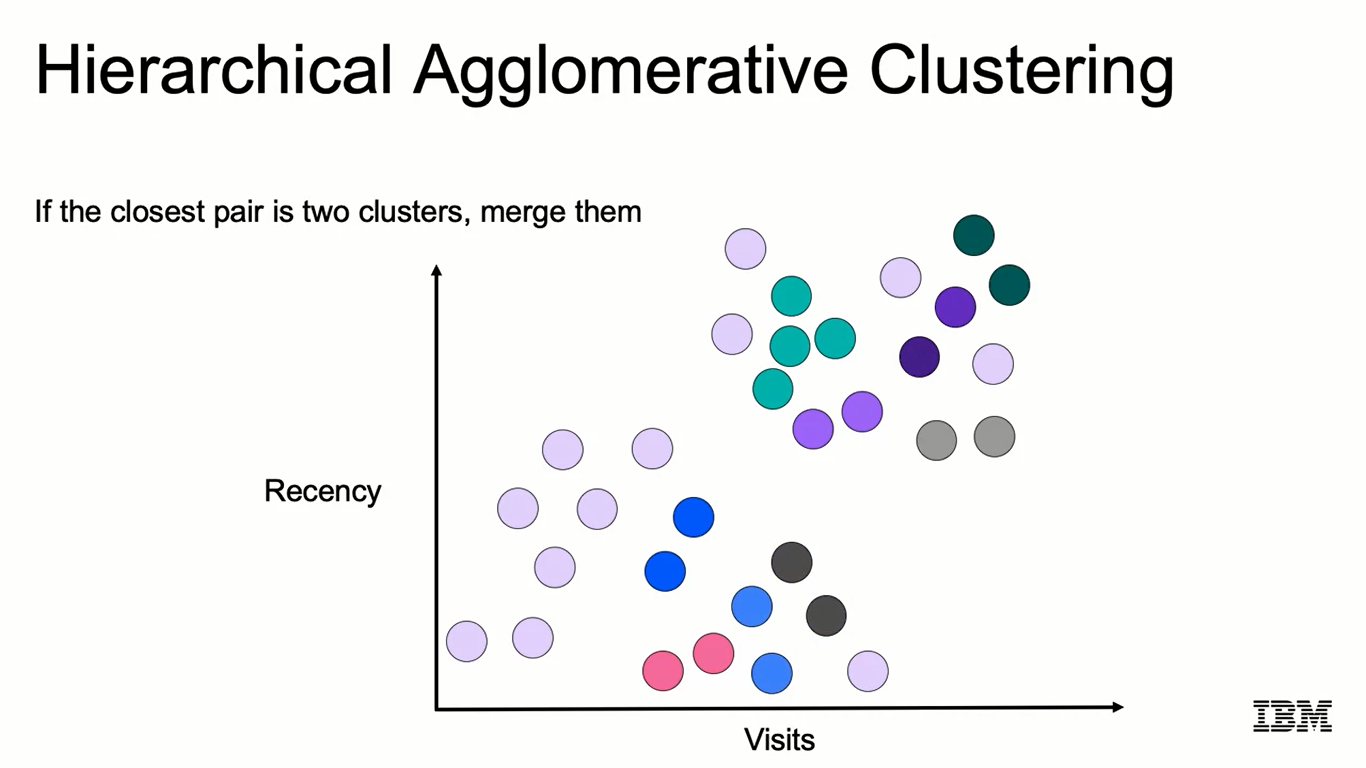 Hierarchical Agglomerative Clustering
If the closest pair is two clusters, merge them
Recency
Visits
IBM